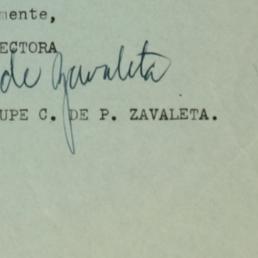 mente,
ECTORA
de Zavaleta
UPE C. DE P. ZAVALETA.